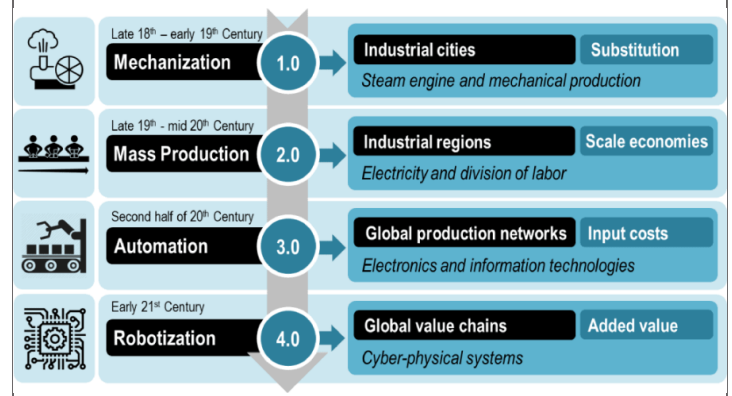 Late 18th – early 19th Century
Mechanization
1.0
Industrial cities
Substitution
Steam engine and mechanical production
Late 19th - mid 20th Century
Mass Production
2.0
Industrial regions
Scale economies
Electricity and division of labor
Second half of 20th Century
Automation
3.0
Global production networks
Input costs
Electronics and information technologies
Early 21st Century
Robotization
4.0
Global value chains
Added value
Cyber-physical systems